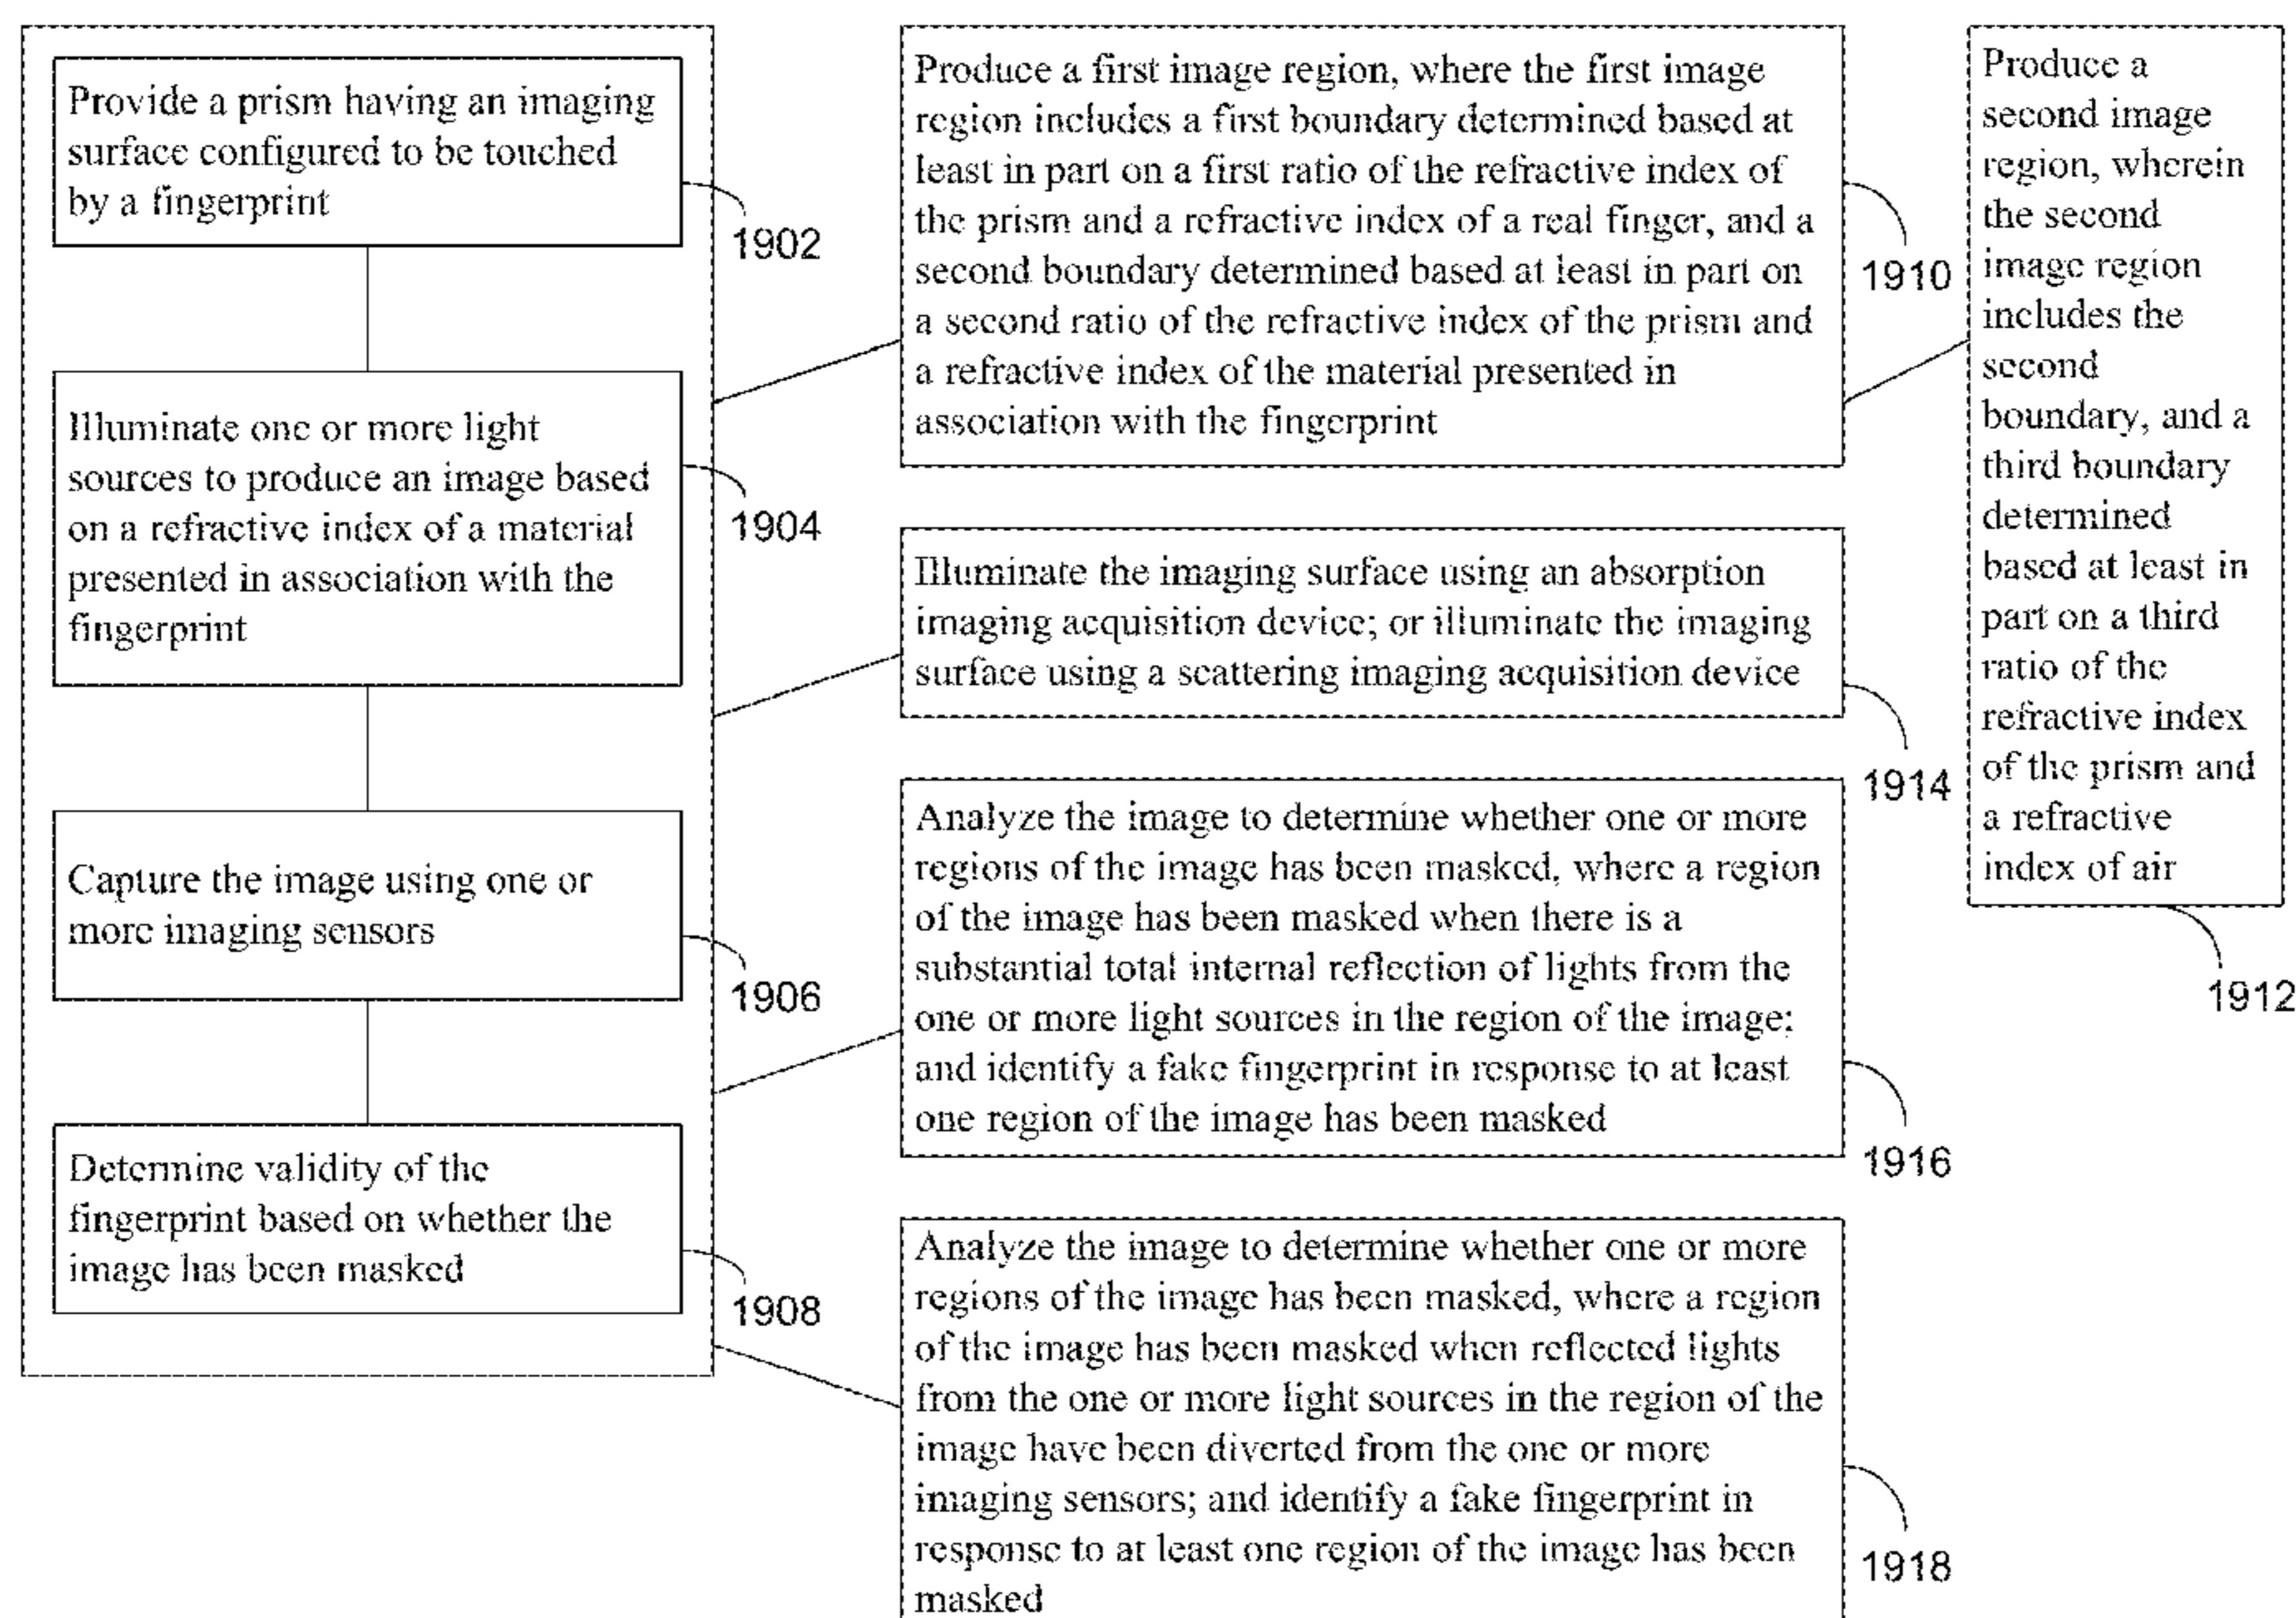 Provide a prism having an imaging
surface configured to be touched
by a fingerprint
1902
Illuminate one or more light
sources to produce an image based
on a refractive index of a material
presented in association with the
fingerprint
1904
Capture the image using one or
more imaging sensors
1906
Determine validity of the
fingerprint based on whether the
image has been masked
1908
Produce a first image region, where the first image
region includes a first boundary determined based at
least in part on a first ratio of the refractive index of
the prism and a refractive index of a real finger, and a
second boundary determined based at least in part on
a second ratio of the refractive index of the prism and
a refractive index of the material presented in
association with the fingerprint
1910
Illuminate the imaging surface using an absorption
imaging acquisition device; or illuminate the imaging
surface using a scattering imaging acquisition device
1914
Analyze the image to determine whether one or more
regions of the image has been masked, where a region
of the image has been masked when there is a
substantial total internal reflection of lights from the
one or more light sources in the region of the image;
and identify a fake fingerprint in response to at least
one region of the image has been masked
1916
Analyze the image to determine whether one or more
regions of the image has been masked, where a region
of the image has been masked when reflected lights
from the one or more light sources in the region of the
image have been diverted from the one or more
imaging sensors; and identify a fake fingerprint in
response to at least one region of the image has been
masked
1918
Produce a
second image
region, wherein
the second
image region
includes the
second
boundary, and a
third boundary
determined
based at least in
part on a third
ratio of the
refractive index
of the prism and
a refractive
index of air
1912